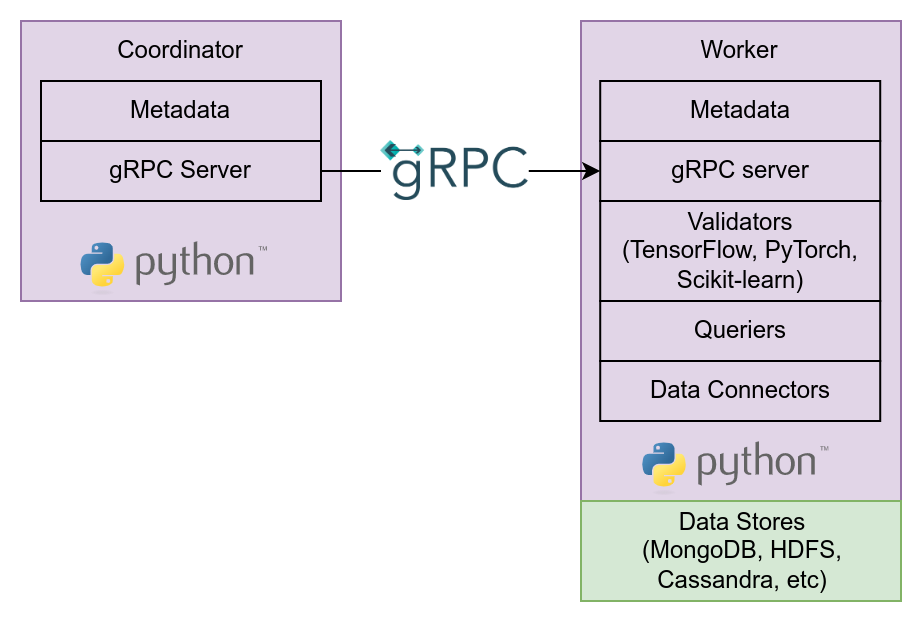 Coordinator
Metadata
gRPC Server
python™
gRPC
Worker
Metadata
gRPC server
Validators
(TensorFlow, PyTorch,
Scikit-learn)
Queriers
Data Connectors
python™
Data Stores
(MongoDB, HDFS,
Cassandra, etc)